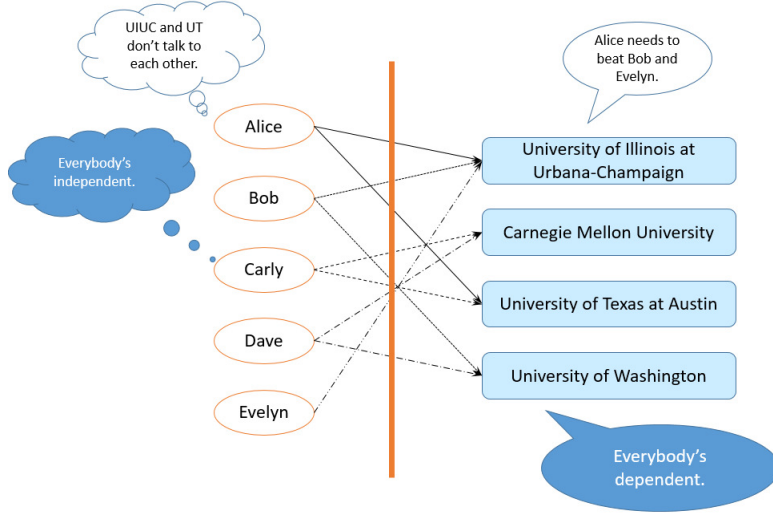 UIUC and UT
don't talk to
each other.
Alice needs to
beat Bob and
Evelyn.
Everybody's
independent.
Alice
Bob
Carly
Dave
Evelyn
University of Illinois at
Urbana-Champaign
Carnegie Mellon University
University of Texas at Austin
University of Washington
Everybody's
dependent.